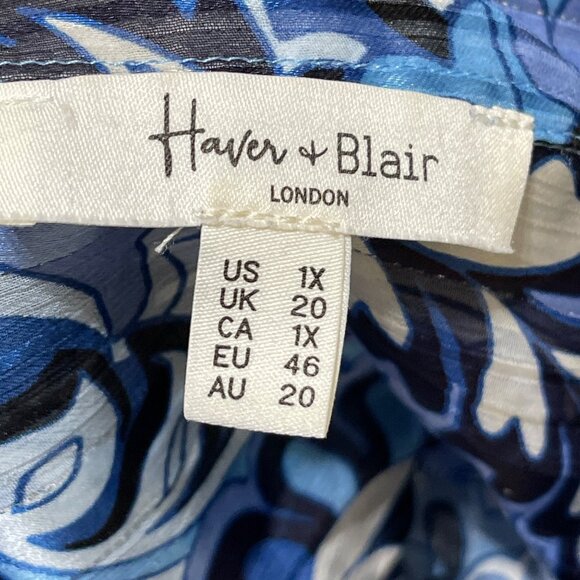 Haver + Blair
LONDON
US 1X
UK 20
CA 1X
EU 46
AU 20